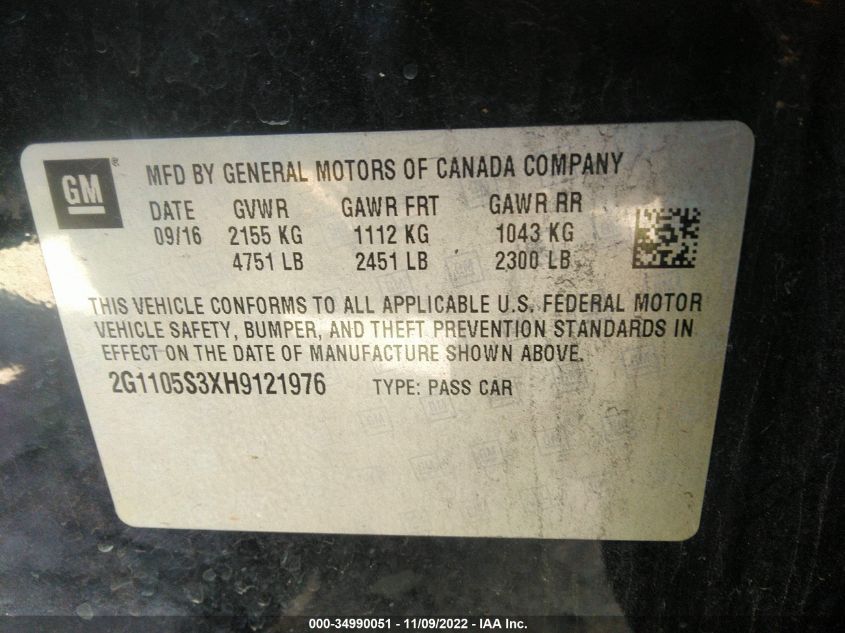 GM®
MFD BY GENERAL MOTORS OF CANADA COMPANY
DATE GVWR GAWR FRT GAWR RR
09/16 2155 KG 1112 KG 1043 KG
4751 LB 2451 LB 2300 LB
THIS VEHICLE CONFORMS TO ALL APPLICABLE U.S. FEDERAL MOTOR
VEHICLE SAFETY, BUMPER, AND THEFT PREVENTION STANDARDS IN
EFFECT ON THE DATE OF MANUFACTURE SHOWN ABOVE.
2G1105S3XH9121976 TYPE: PASS CAR
000-34990051 - 11/09/2022 - IAA Inc.